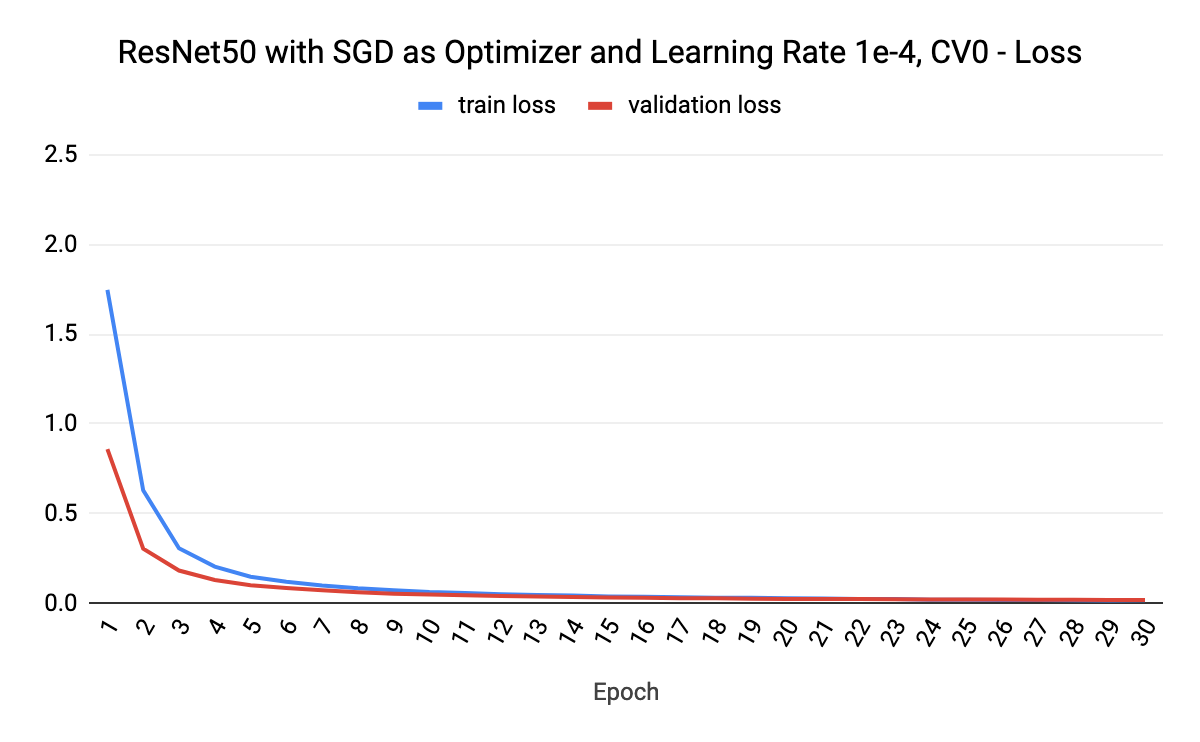 ResNet50 with SGD as Optimizer and Learning Rate 1e-4, CV0 - Loss
train loss validation loss
2.5
2.0
1.5
1.0
0.5
0.0
1 2 3 4 5 6 7 8 9 10 11 12 13 14 15 16 17 18 19 20 21 22 23 24 25 26 27 28 29 30
Epoch